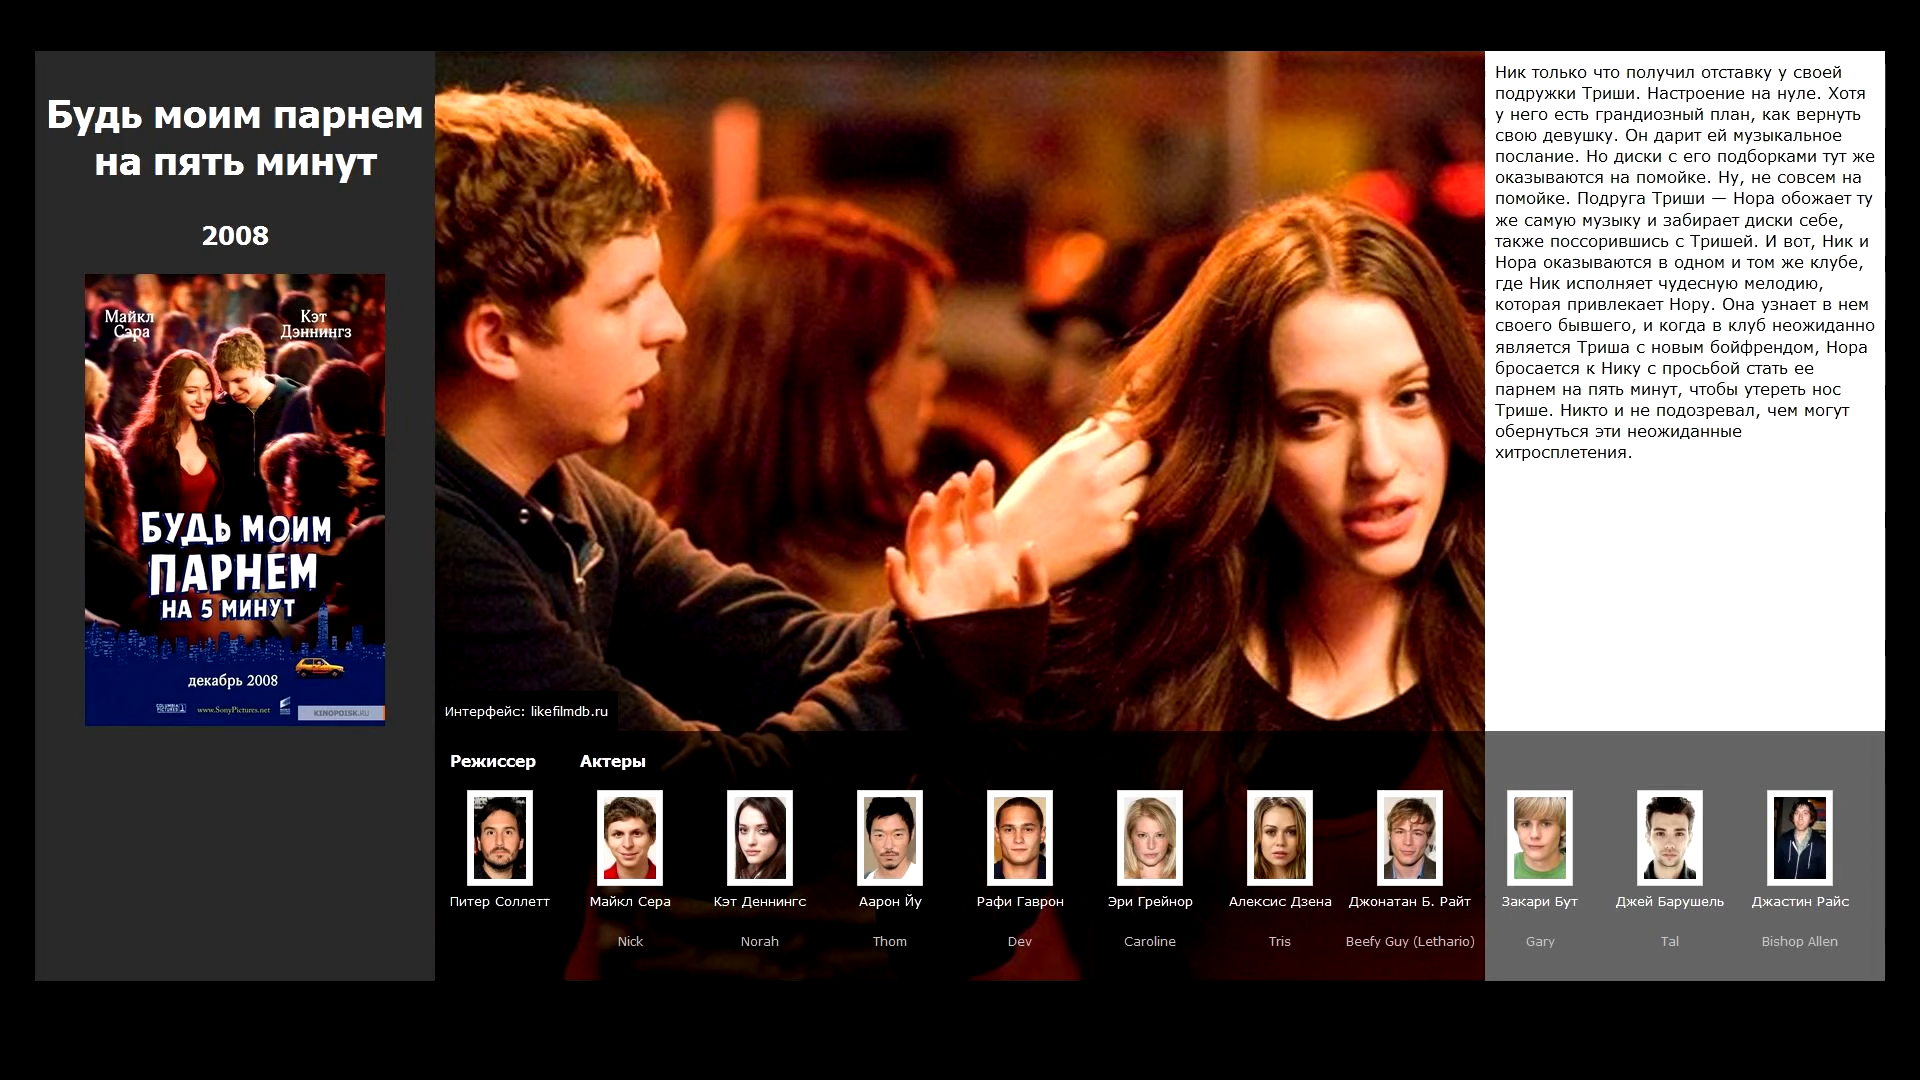 Будь моим парнем
на пять минут
2008
Майкл
Сэра
Кэт
Дэннингз
БУДЬ МОИМ
ПАРНЕМ
НА 5 МИНУТ
декабрь 2008
COLUMBIA
PICTURES
www.SonyPictures.net
KINOPOISK.RU
Интерфейс: likefilmdb.ru
Ник только что получил отставку у своей
подружки Триши. Настроение на нуле. Хотя
у него есть грандиозный план, как вернуть
свою девушку. Он дарит ей музыкальное
послание. Но диски с его подборками тут же
оказываются на помойке. Ну, не совсем на
помойке. Подруга Триши — Нора обожает ту
же самую музыку и забирает диски себе,
также поссорившись с Тришей. И вот, Ник и
Нора оказываются в одном и том же клубе,
где Ник исполняет чудесную мелодию,
которая привлекает Нору. Она узнает в нем
своего бывшего, и когда в клуб неожиданно
является Триша с новым бойфрендом, Нора
бросается к Нику с просьбой стать ее
парнем на пять минут, чтобы утереть нос
Трише. Никто и не подозревал, чем могут
обернуться эти неожиданные
хитросплетения.
Режиссер Актеры
Питер Соллетт Майкл Сера Кэт Деннингс Аарон Йу Рафи Гаврон Эри Грейнор Алексис Дзена Джонатан Б. Райт Закари Бут Джей Барушель Джастин Райс
Nick Norah Thom Dev Caroline Tris Beefy Guy (Lethario) Gary Tal Bishop Allen